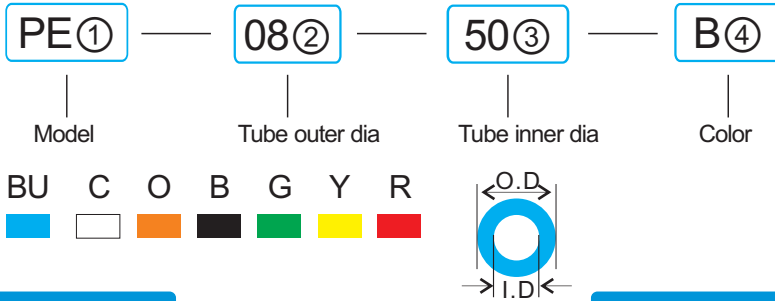 PE① 08② 50③ B④
Model Tube outer dia Tube inner dia Color
BU C O B G Y R
O.D
I.D